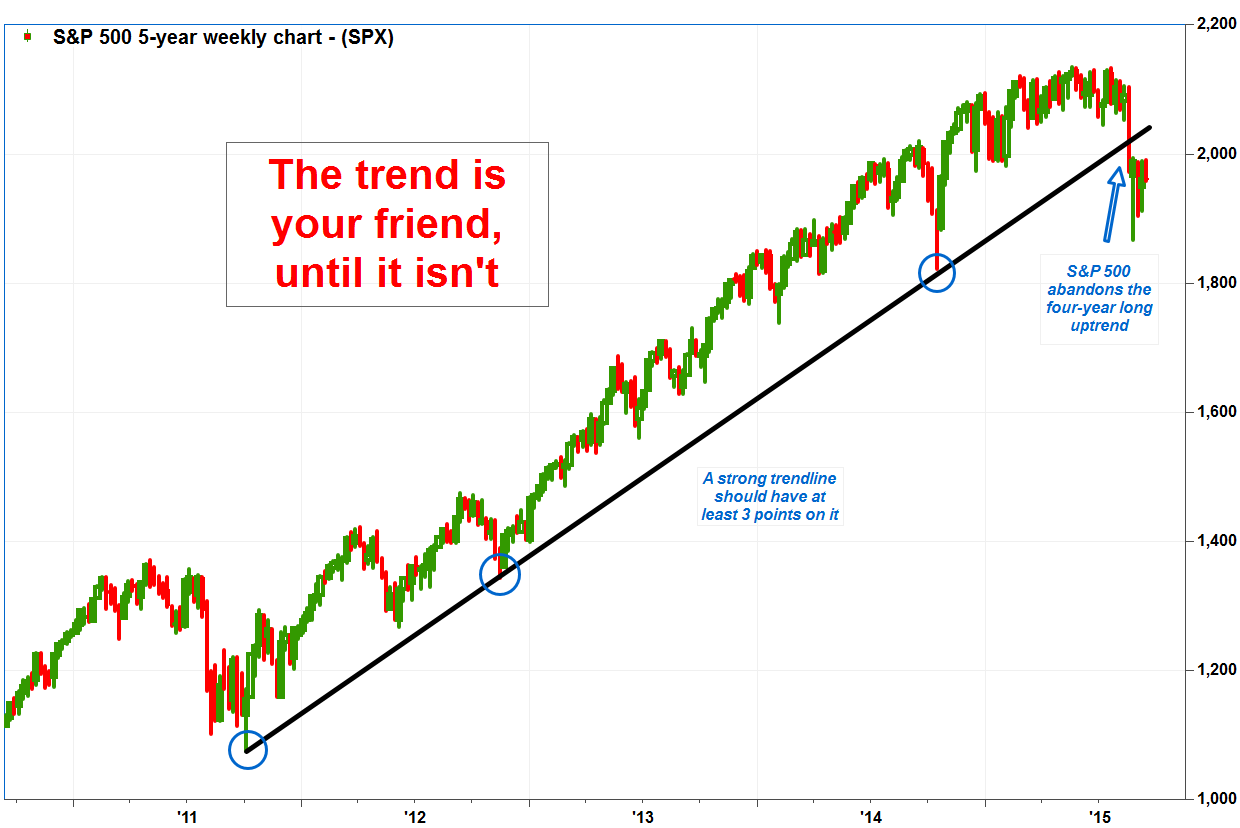 S&P 500 5-year weekly chart - (SPX)
The trend is
your friend,
until it isn't
S&P 500
abandons the
four-year long
uptrend
A strong trendline
should have at
least 3 points on it
2,200
2,000
1,800
1,600
1,400
1,200
1,000
'11 '12 '13 '14 '15